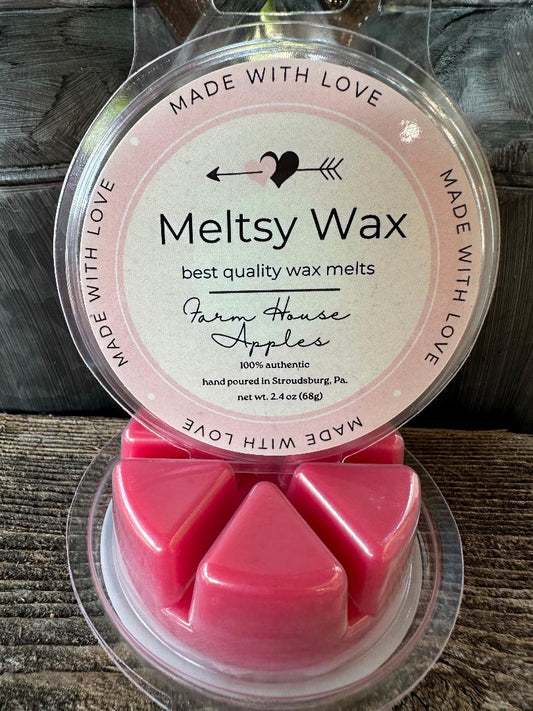 MADE WITH LOVE
MADE WITH LOVE
MADE WITH LOVE
Meltsy Wax
best quality wax melts
Farm House
Apples
100% authentic
hand poured in Stroudsburg, Pa.
net wt. 2.4 oz (68g)
MADE WITH LOVE